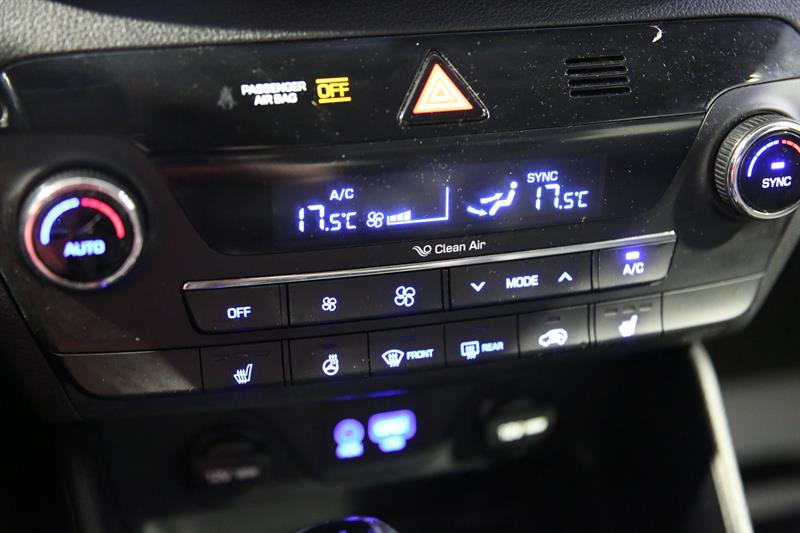 PASSENGER
AIR BAG OFF
A/C SYNC
17.5°C 17.5°C
Clean Air
AUTO
SYNC
OFF MODE A/C
FRONT REAR